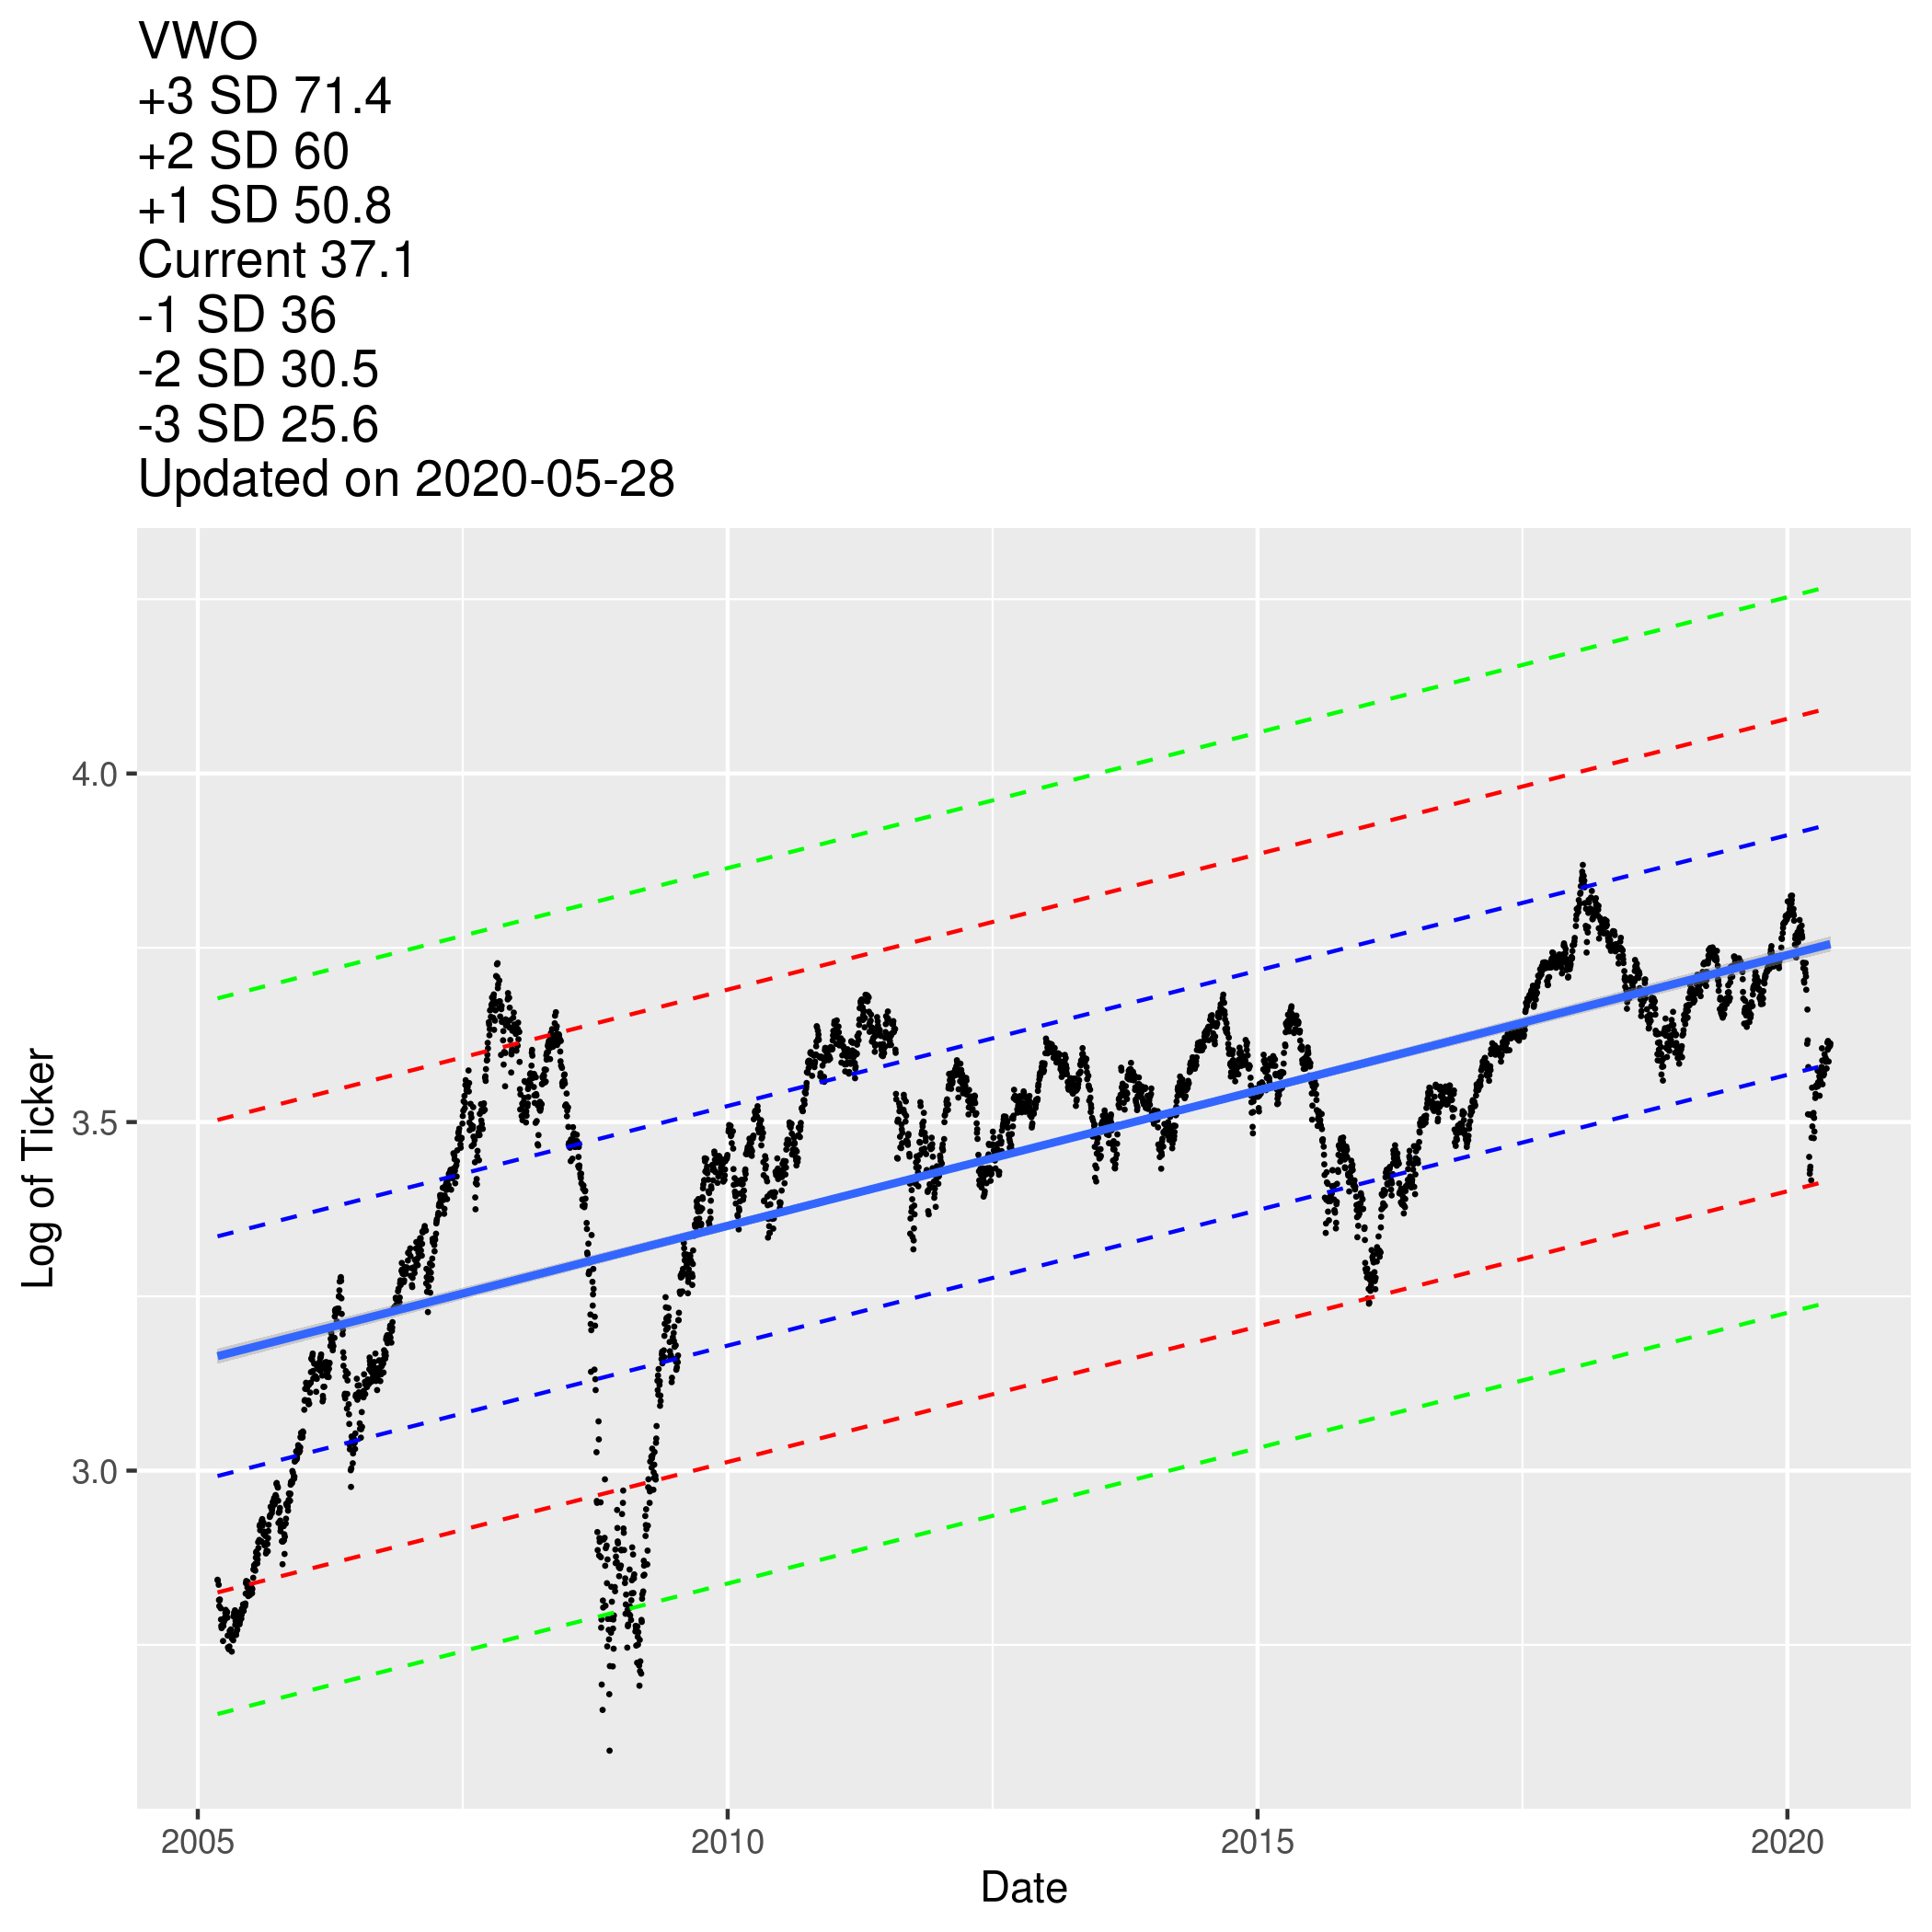 VWO
+3 SD 71.4
+2 SD 60
+1 SD 50.8
Current 37.1
-1 SD 36
-2 SD 30.5
-3 SD 25.6
Updated on 2020-05-28
4.0
3.5
3.0
Log of Ticker
2005 2010 2015 2020
Date